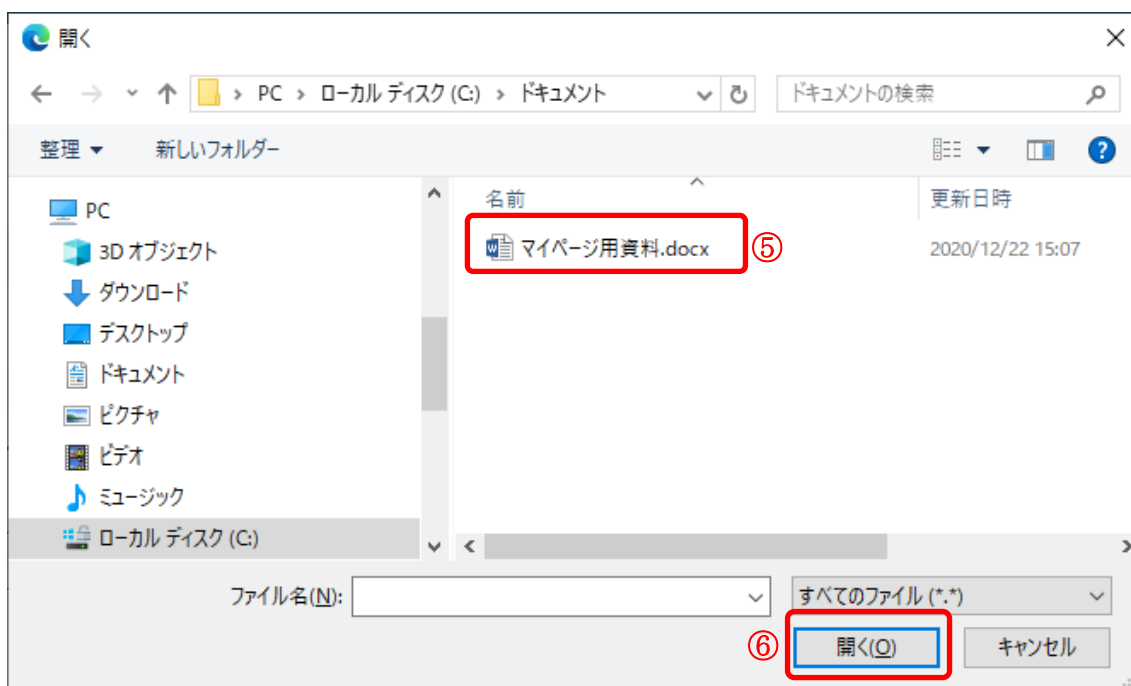 開く
PC › ローカル ディスク (C:) › ドキュメント
ドキュメントの検索
整理
新しいフォルダー
?
PC
3D オブジェクト
ダウンロード
デスクトップ
ドキュメント
ピクチャ
ビデオ
ミュージック
ローカル ディスク (C:)
名前
更新日時
マイページ用資料.docx
⑤
2020/12/22 15:07
ファイル名(N):
すべてのファイル (*.*)
⑥
開く(O)
キャンセル